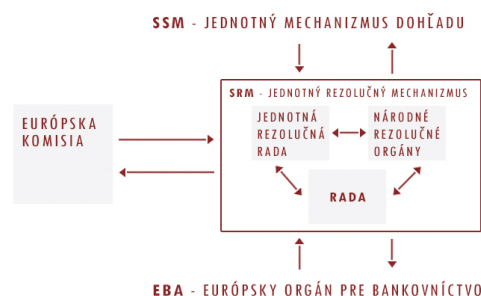 SSM - JEDNOTNÝ MECHANIZMUS DOHĽADU
SRM - JEDNOTNÝ REZOLUČNÝ MECHANIZMUS
EURÓPSKA
KOMISIA
JEDNOTNÁ
REZOLUČNÁ
RADA
NÁRODNÉ
REZOLUČNÉ
ORGÁNY
RADA
EBA - EURÓPSKY ORGÁN PRE BANKOVNÍCTVO